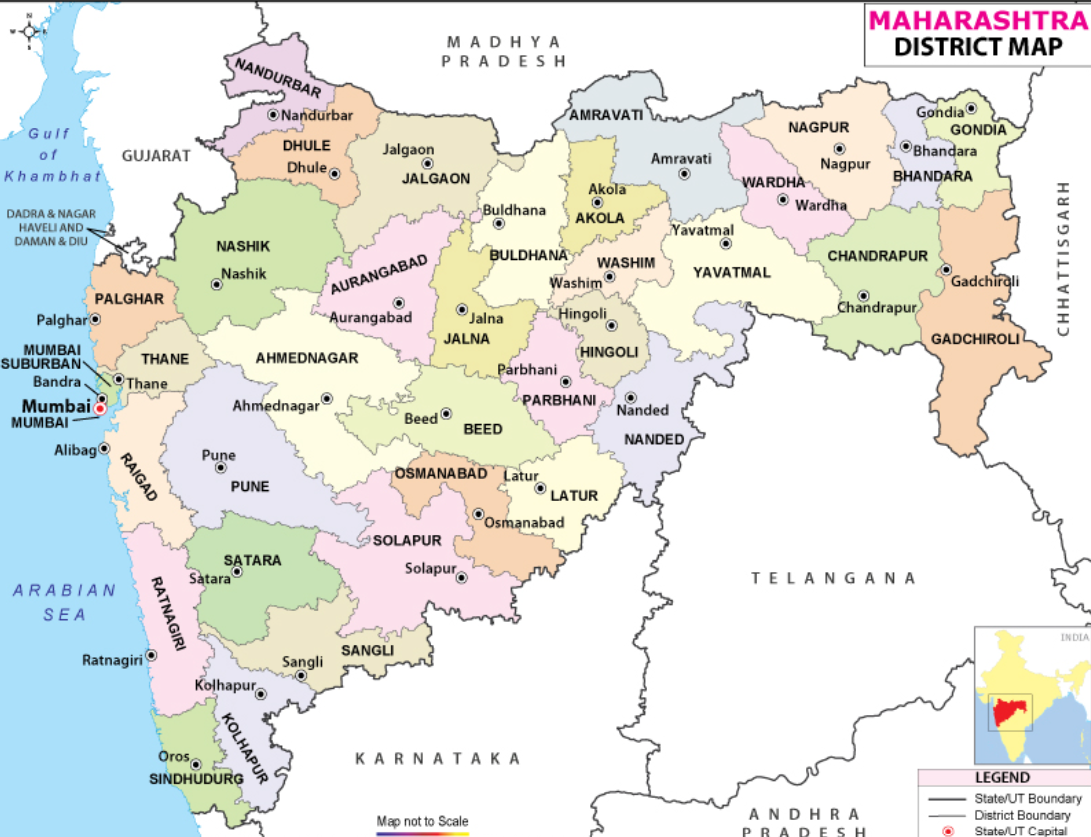 MAHARASHTRA
DISTRICT MAP
N
W
E
S
MADHYA
PRADESH
Gulf
of
Khambhat
GUJARAT
DADRA & NAGAR
HAVELI AND
DAMAN & DIU
NANDURBAR
Nandurbar
DHULE
Dhule
Jalgaon
JALGAON
AMRAVATI
Amravati
NAGPUR
Nagpur
Gondia
GONDIA
Bhandara
BHANDARA
WARDHA
Wardha
Akola
AKOLA
Buldhana
BULDHANA
NASHIK
Nashik
AURANGABAD
Aurangabad
Jalna
JALNA
WASHIM
Washim
Yavatmal
YAVATMAL
CHANDRAPUR
Chandrapur
Gadchiroli
GADCHIROLI
CHHATTISGARH
PALGHAR
Palghar
MUMBAI
SUBURBAN
Bandra
Mumbai
MUMBAI
THANE
Thane
AHMEDNAGAR
Ahmednagar
Hingoli
HINGOLI
Parbhani
PARBHANI
Nanded
NANDED
Beed
BEED
Alibag
RAIGAD
Pune
PUNE
OSMANABAD
Osmanabad
Latur
LATUR
SOLAPUR
Solapur
SATARA
Satara
ARABIAN
SEA
RATNAGIRI
Ratnagiri
SANGLI
Sangli
Kolhapur
KOLHAPUR
Oros
SINDHUDURG
TELANGANA
KARNATAKA
ANDHRA
PRADESH
Map not to Scale
INDIA
LEGEND
State/UT Boundary
District Boundary
State/UT Capital